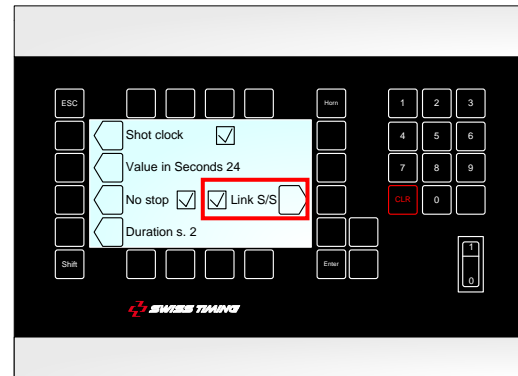 ESC
Horn
1 2 3
Shot clock
4 5 6
Value in Seconds 24
7 8 9
No stop Link S/S
CLR 0
Duration s. 2
Shift
Enter
1
0
SWISS TIMING